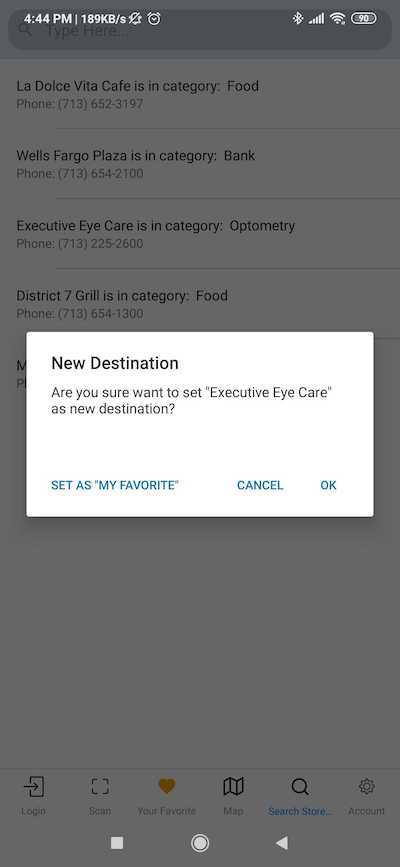 4:44 PM | 189KB/s 90
Type Here...
La Dolce Vita Cafe is in category:  Food
Phone: (713) 652-3197
Wells Fargo Plaza is in category:  Bank
Phone: (713) 654-2100
Executive Eye Care is in category:  Optometry
Phone: (713) 225-2600
District 7 Grill is in category:  Food
Phone: (713) 654-1300
New Destination
Are you sure want to set "Executive Eye Care"
as new destination?
SET AS "MY FAVORITE" CANCEL OK
Login Scan Your Favorite Map Search Store... Account